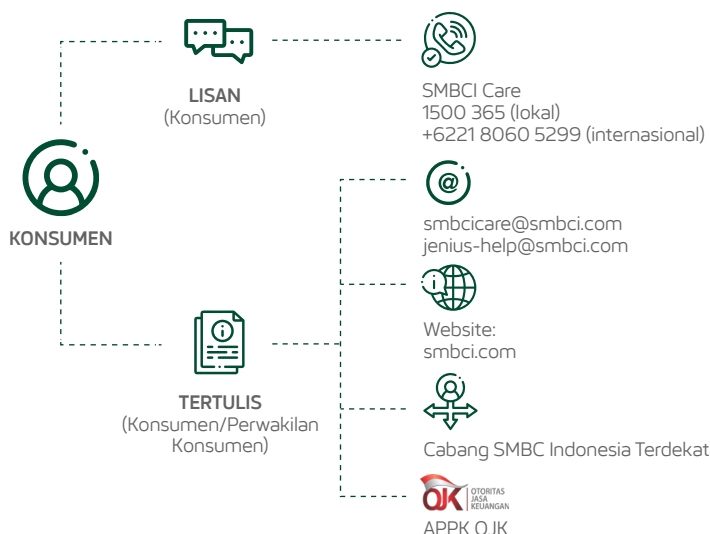 LISAN
(Konsumen)
SMBCI Care
1500 365 (lokal)
+6221 8060 5299 (internasional)
KONSUMEN
@
smbcicare@smbci.com
jenius-help@smbci.com
i
Website:
smbci.com
i
TERTULIS
(Konsumen/Perwakilan
Konsumen)
Cabang SMBC Indonesia Terdekat
OJK
OTORITAS
JASA
KEUANGAN
APPK OJK